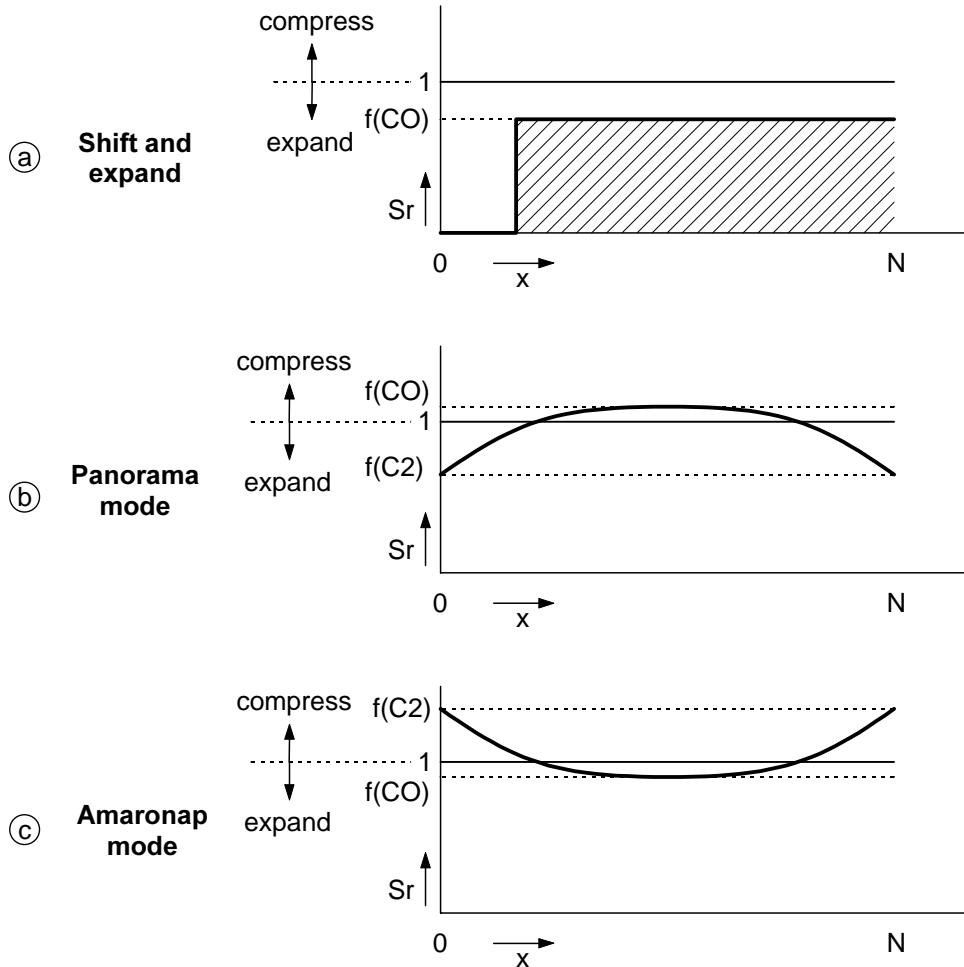 compress
1
f(CO)
expand
a
Shift and
expand
Sr
0
x
N
compress
f(CO)
1
f(C2)
expand
b
Panorama
mode
Sr
0
x
N
compress
f(C2)
1
f(CO)
expand
c
Amaronap
mode
Sr
0
x
N